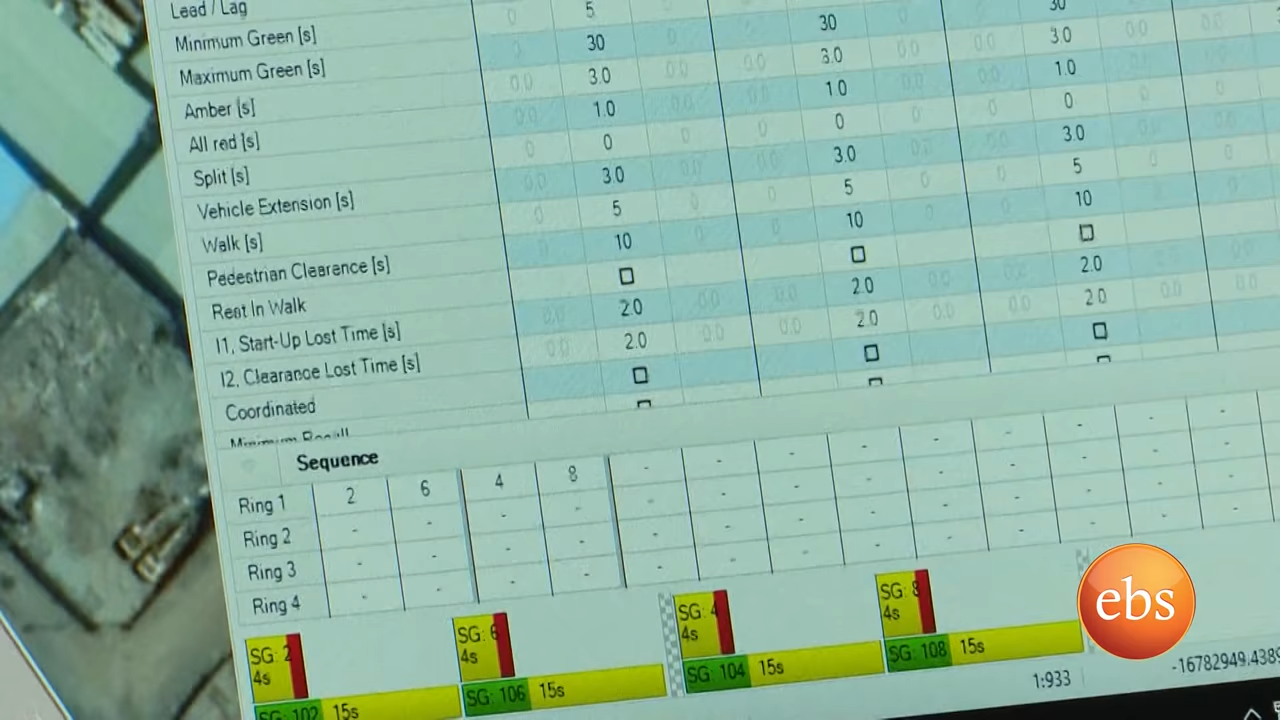 Lead / Lag
Minimum Green [s] 5
Maximum Green [s] 30 30 30
Amber [s] 3.0 3.0 3.0
All red [s] 1.0 1.0 1.0
Split [s] 0 0 0
Vehicle Extension [s] 3.0 3.0 3.0
Walk [s] 5 5 5
Pedestrian Clearance [s] 10 10 10
Rest In Walk
I1, Start-Up Lost Time [s] 2.0 2.0 2.0
I2, Clearance Lost Time [s] 2.0 2.0 2.0
Coordinated
Minimum Recall
Sequence
Ring 1 2 6 4 8 - - - - - - - - -
Ring 2 - - - - - - - - - - - -
Ring 3 - - - - - - - - - - - -
Ring 4 - - - - - - - - - -
SG: 2 SG: 6 SG: 4 SG: 8
4s 4s 4s 4s
SG: 102 15s SG: 106 15s SG: 104 15s SG: 108 15s
1:933 -16782949.4389
ebs